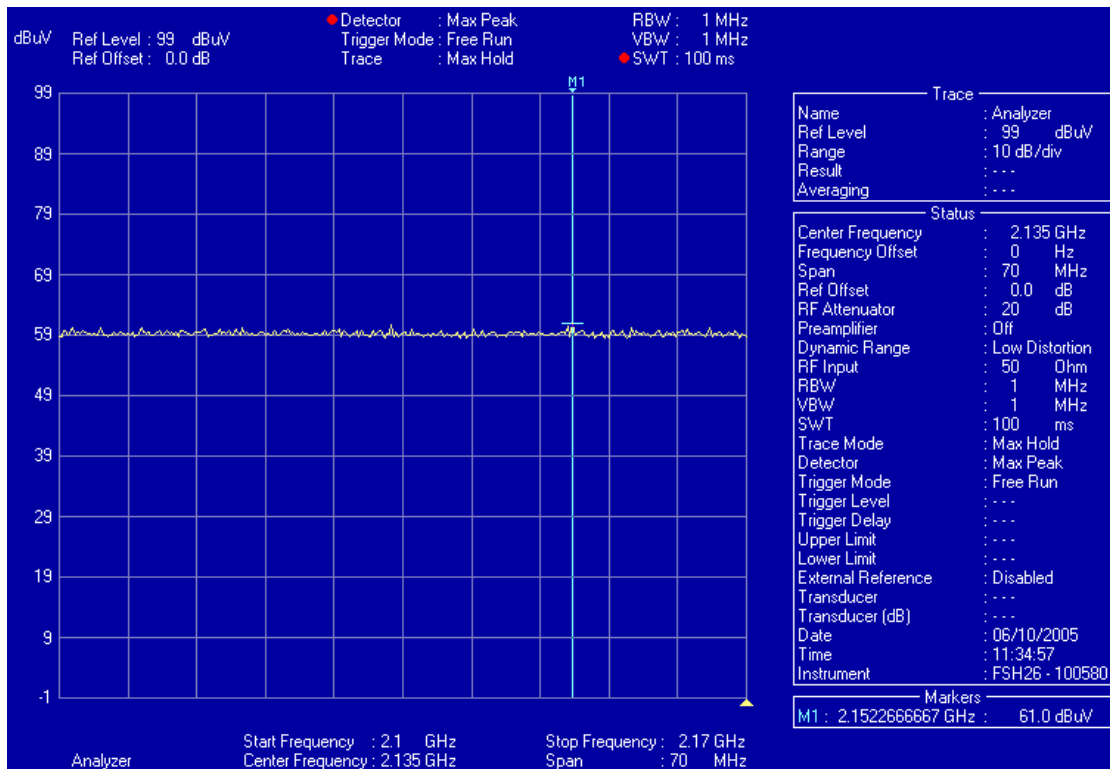 Detector : Max Peak RBW : 1 MHz
dBuV Ref Level : 99 dBuV Trigger Mode : Free Run VBW : 1 MHz
Ref Offset : 0.0 dB Trace : Max Hold SWT : 100 ms
M1
99
89
79
69
59
49
39
29
19
9
-1
Start Frequency : 2.1 GHz Stop Frequency : 2.17 GHz
Analyzer Center Frequency : 2.135 GHz Span : 70 MHz
Trace
Name : Analyzer
Ref Level : 99 dBuV
Range : 10 dB/div
Result : - - -
Averaging : - - -
Status
Center Frequency : 2.135 GHz
Frequency Offset : 0 Hz
Span : 70 MHz
Ref Offset : 0.0 dB
RF Attenuator : 20 dB
Preamplifier : Off
Dynamic Range : Low Distortion
RF Input : 50 Ohm
RBW : 1 MHz
VBW : 1 MHz
SWT : 100 ms
Trace Mode : Max Hold
Detector : Max Peak
Trigger Mode : Free Run
Trigger Level : - - -
Trigger Delay : - - -
Upper Limit : - - -
Lower Limit : - - -
External Reference : Disabled
Transducer : - - -
Transducer (dB) : - - -
Date : 06/10/2005
Time : 11:34:57
Instrument : FSH26 - 100580
Markers
M1 : 2.1522666667 GHz : 61.0 dBuV